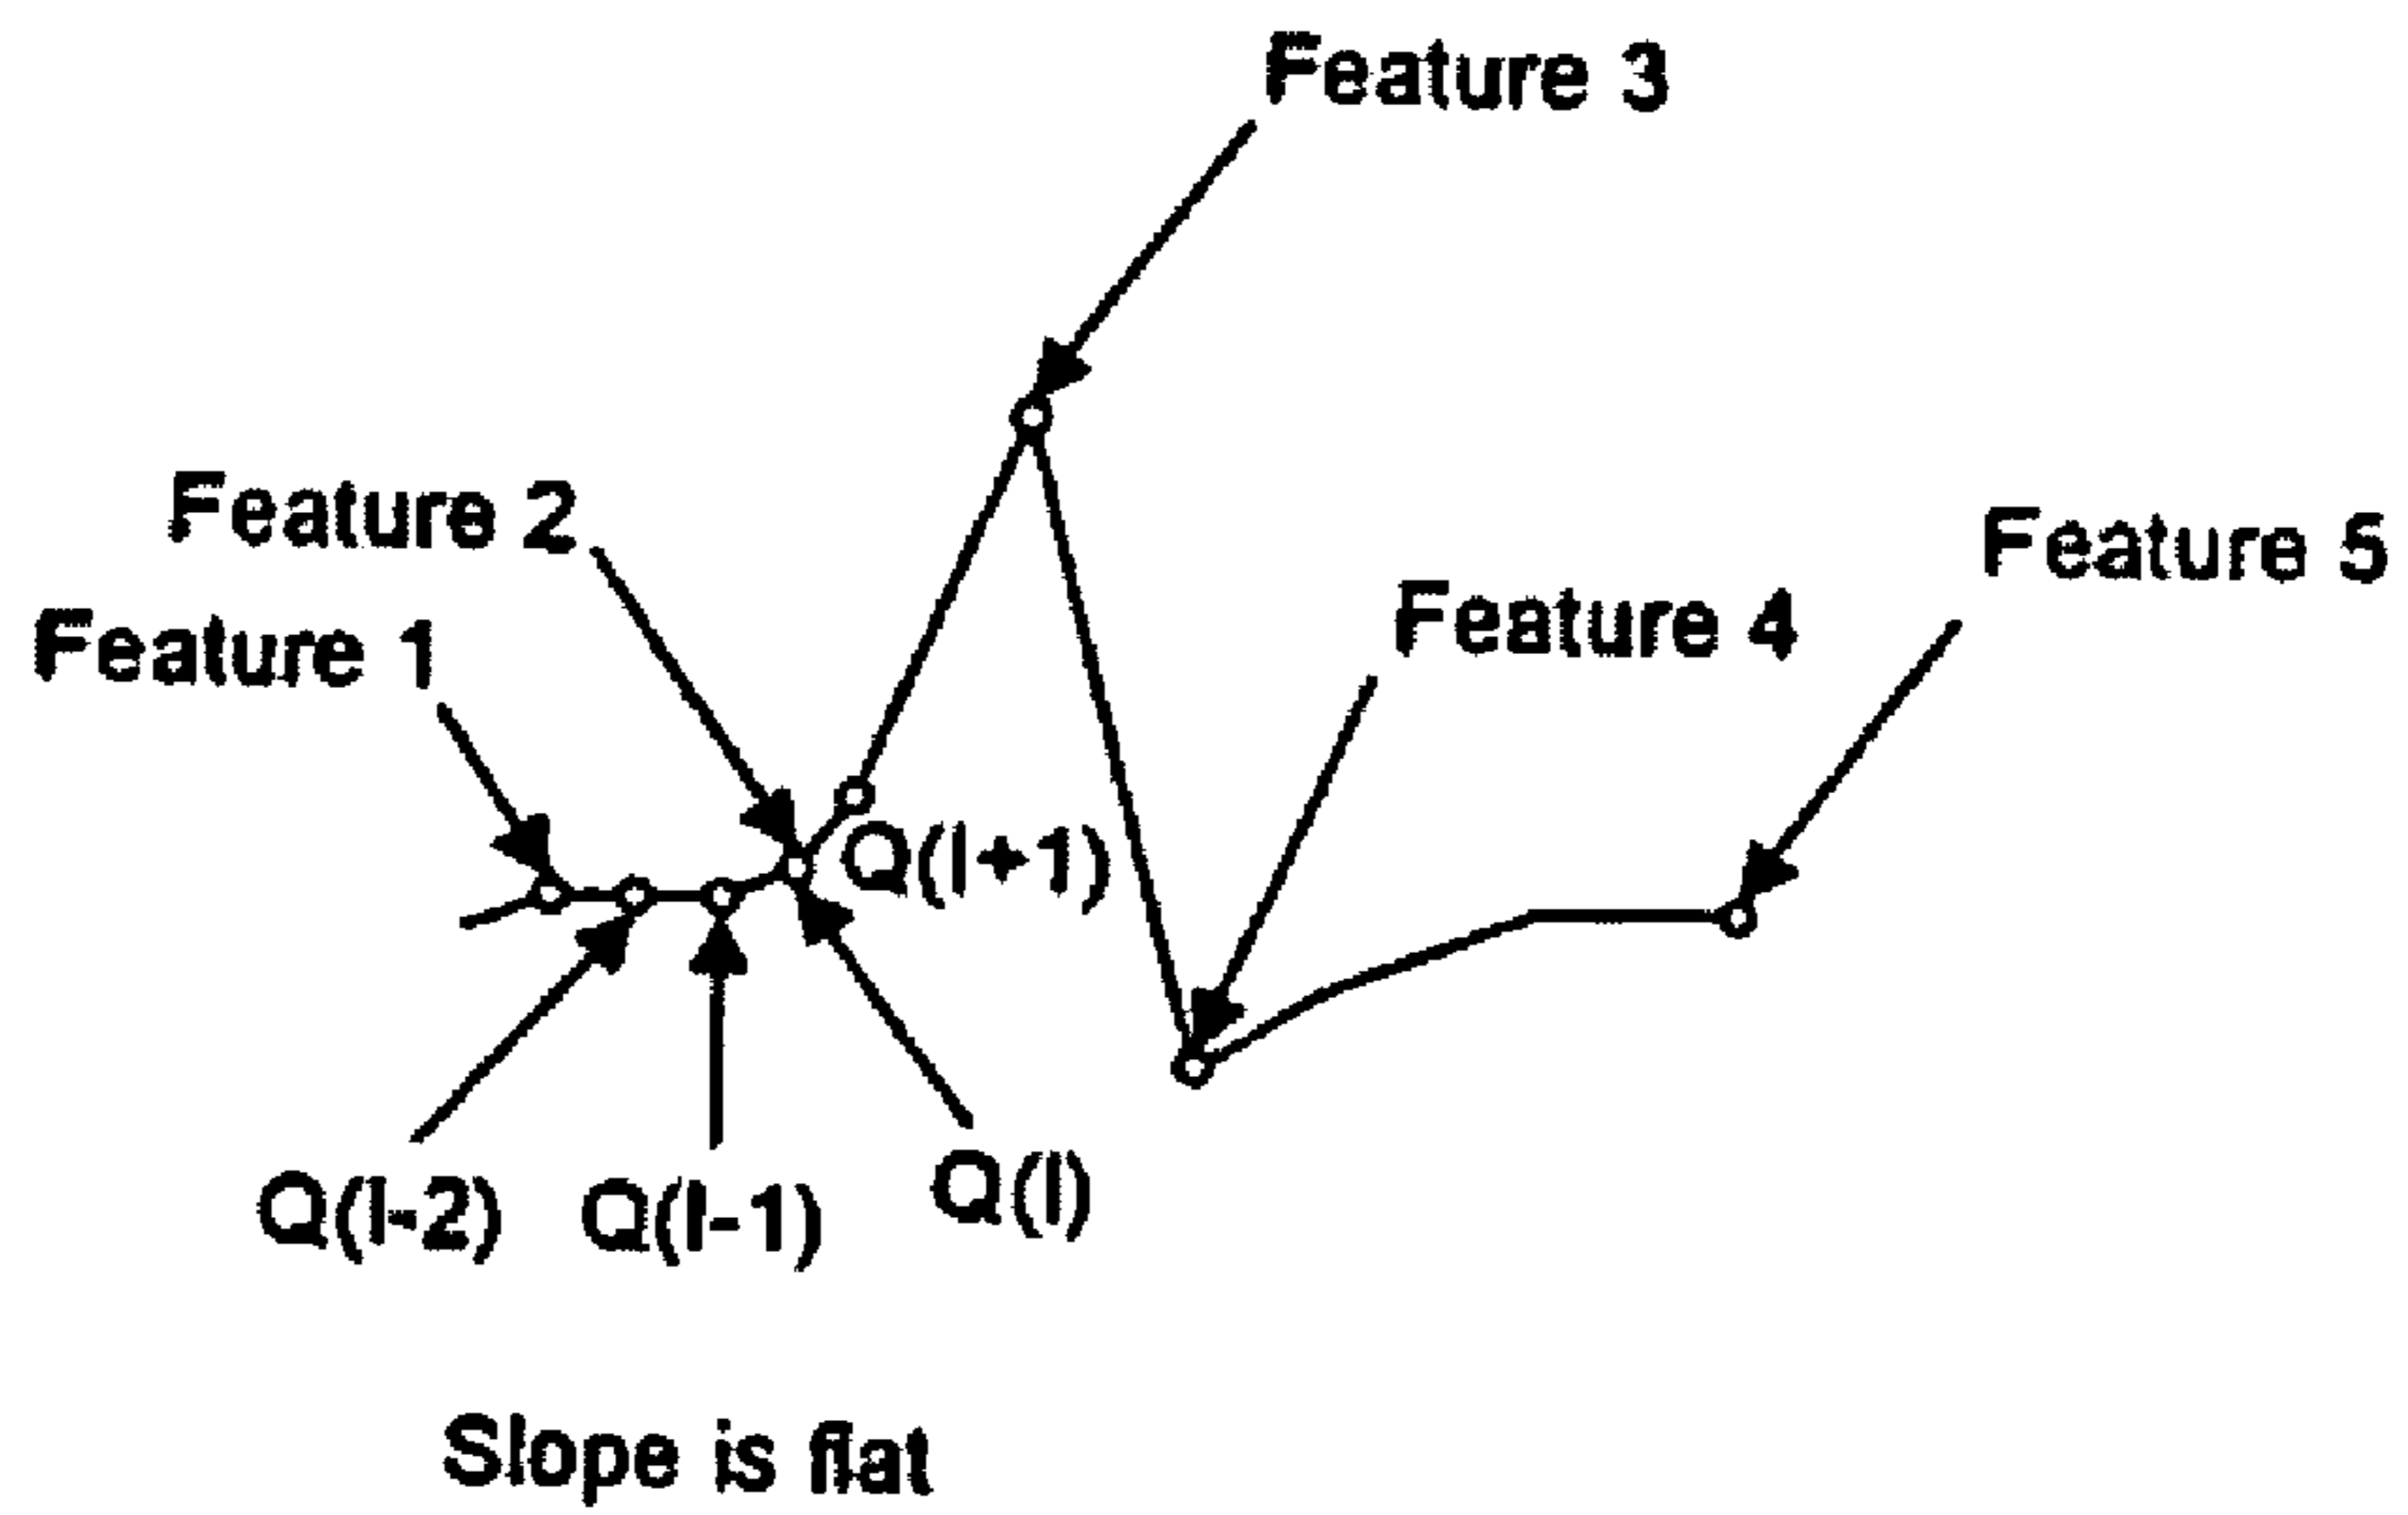 Feature 3
Feature 2
Feature 5
Feature 4
Feature 1
Q(I+1)
Q(I-2)
Q(I-1)
Q(I)
Slope is flat